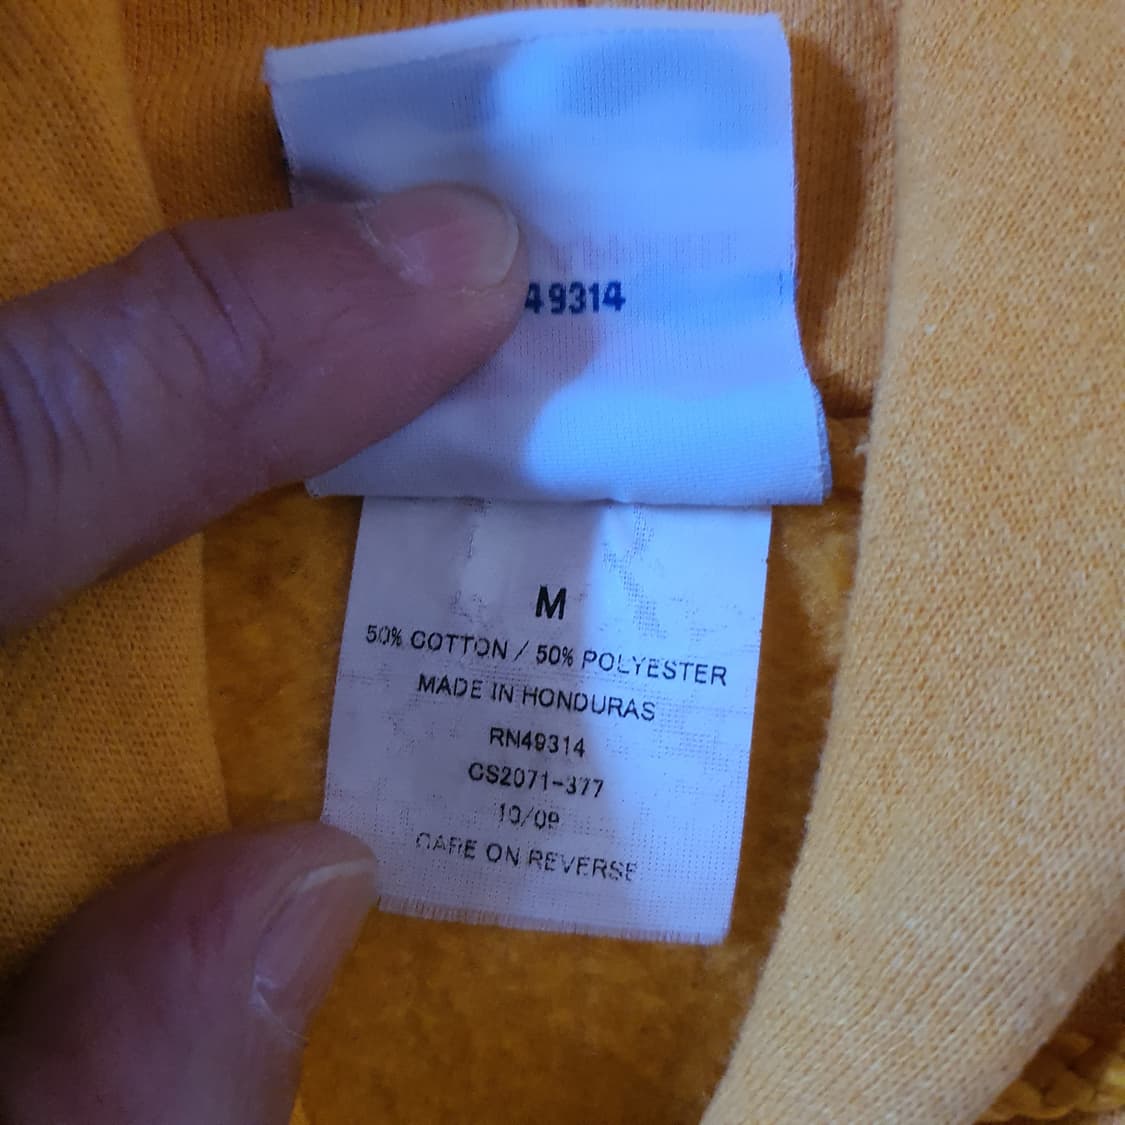 49314
M
50% COTTON / 50% POLYESTER
MADE IN HONDURAS
RN49314
CS2071-377
10/09
CARE ON REVERSE